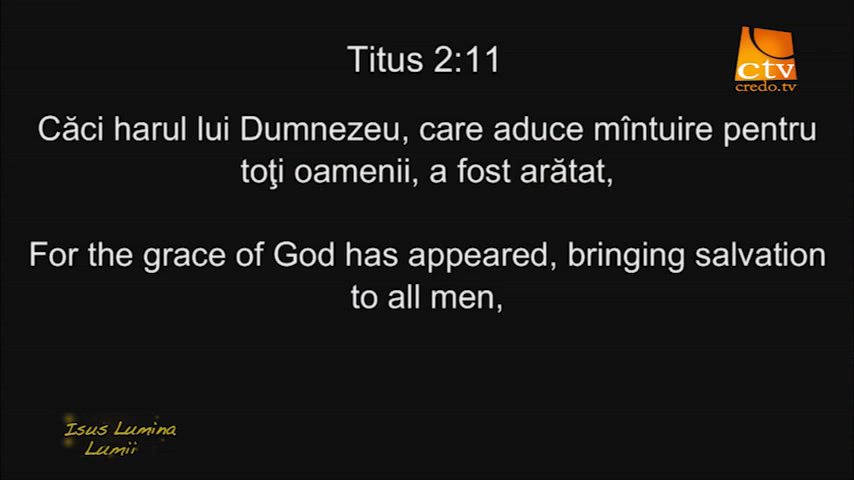 Titus 2:11
ctv
credo.tv
Căci harul lui Dumnezeu, care aduce mîntuire pentru
toţi oamenii, a fost arătat,
For the grace of God has appeared, bringing salvation
to all men,
Isus Lumina
Lumii